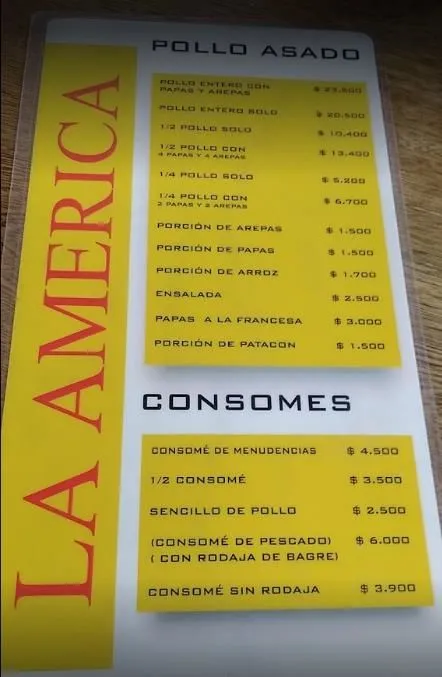 LA AMERICA
POLLO ASADO
POLLO ENTERO CON
PAPAS Y AREPAS $ 23.500
POLLO ENTERO SOLO $ 20.500
1/2 POLLO SOLO $ 10.400
1/2 POLLO CON $ 13.400
4 PAPAS Y 4 AREPAS
1/4 POLLO SOLO $ 5.200
1/4 POLLO CON $ 6.700
2 PAPAS Y 2 AREPAS
PORCIÓN DE AREPAS $ 1.500
PORCIÓN DE PAPAS $ 1.500
PORCIÓN DE ARROZ $ 1.700
ENSALADA $ 2.500
PAPAS A LA FRANCESA $ 3.000
PORCIÓN DE PATACON $ 1.500
CONSOMES
CONSOMÉ DE MENUDENCIAS $ 4.500
1/2 CONSOMÉ $ 3.500
SENCILLO DE POLLO $ 2.500
(CONSOMÉ DE PESCADO) $ 6.000
( CON RODAJA DE BAGRE)
CONSOMÉ SIN RODAJA $ 3.900